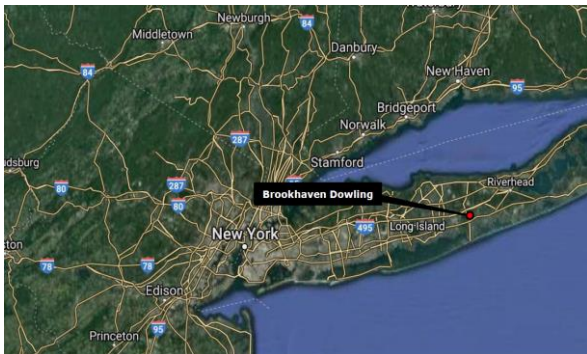 Newburgh
84
Middletown
Danbury
84
New Haven
95
Bridgeport
287
Norwalk
Stamford
80
287
Brookhaven Dowling
Riverhead
80
New York
495
Long Island
78
78
Edison
95
Princeton